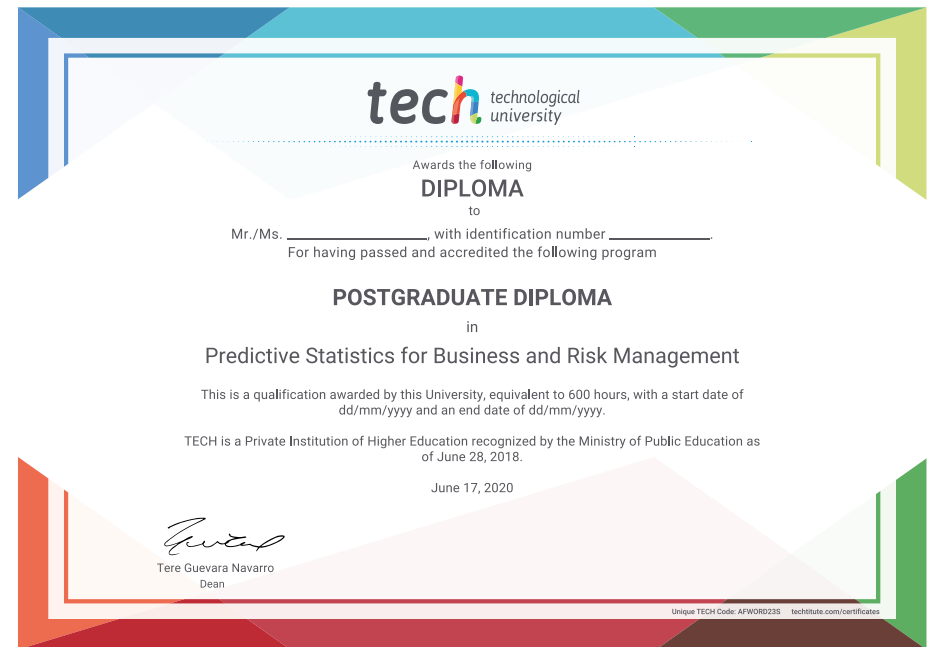 tech technological
university
Awards the following
DIPLOMA
to
Mr./Ms. ____________________, with identification number ______________.
For having passed and accredited the following program
POSTGRADUATE DIPLOMA
in
Predictive Statistics for Business and Risk Management
This is a qualification awarded by this University, equivalent to 600 hours, with a start date of
dd/mm/yyyy and an end date of dd/mm/yyyy.
TECH is a Private Institution of Higher Education recognized by the Ministry of Public Education as
of June 28, 2018.
June 17, 2020
Tere Guevara Navarro
Dean
Unique TECH Code: AFWORD23S techtitute.com/certificates